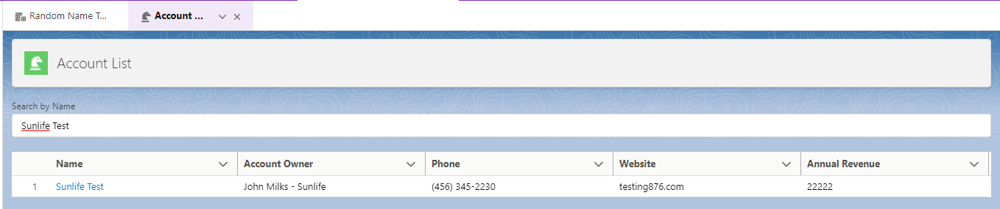 Random Name T... Account ...
Account List
Search by Name
Sunlife Test
Name Account Owner Phone Website Annual Revenue
1 Sunlife Test John Milks - Sunlife (456) 345-2230 testing876.com 22222